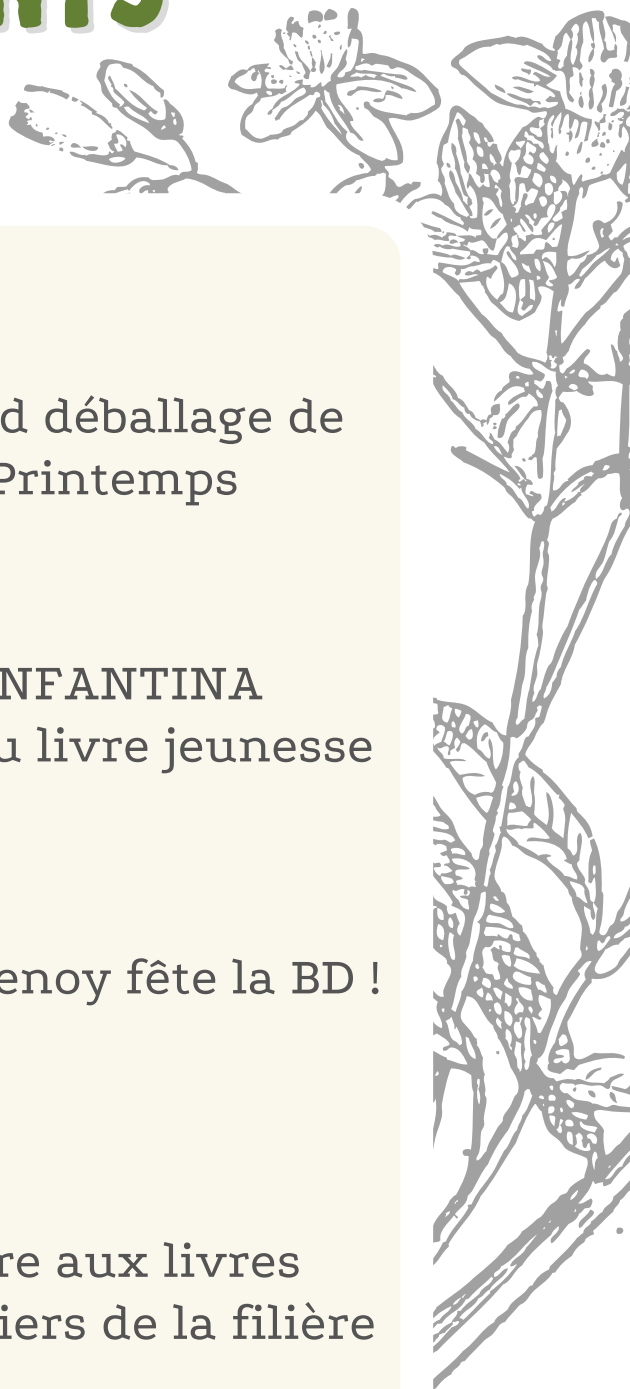 d déballage de
Printemps
NFANTINA
u livre jeunesse
enoy fête la BD !
re aux livres
iers de la filière